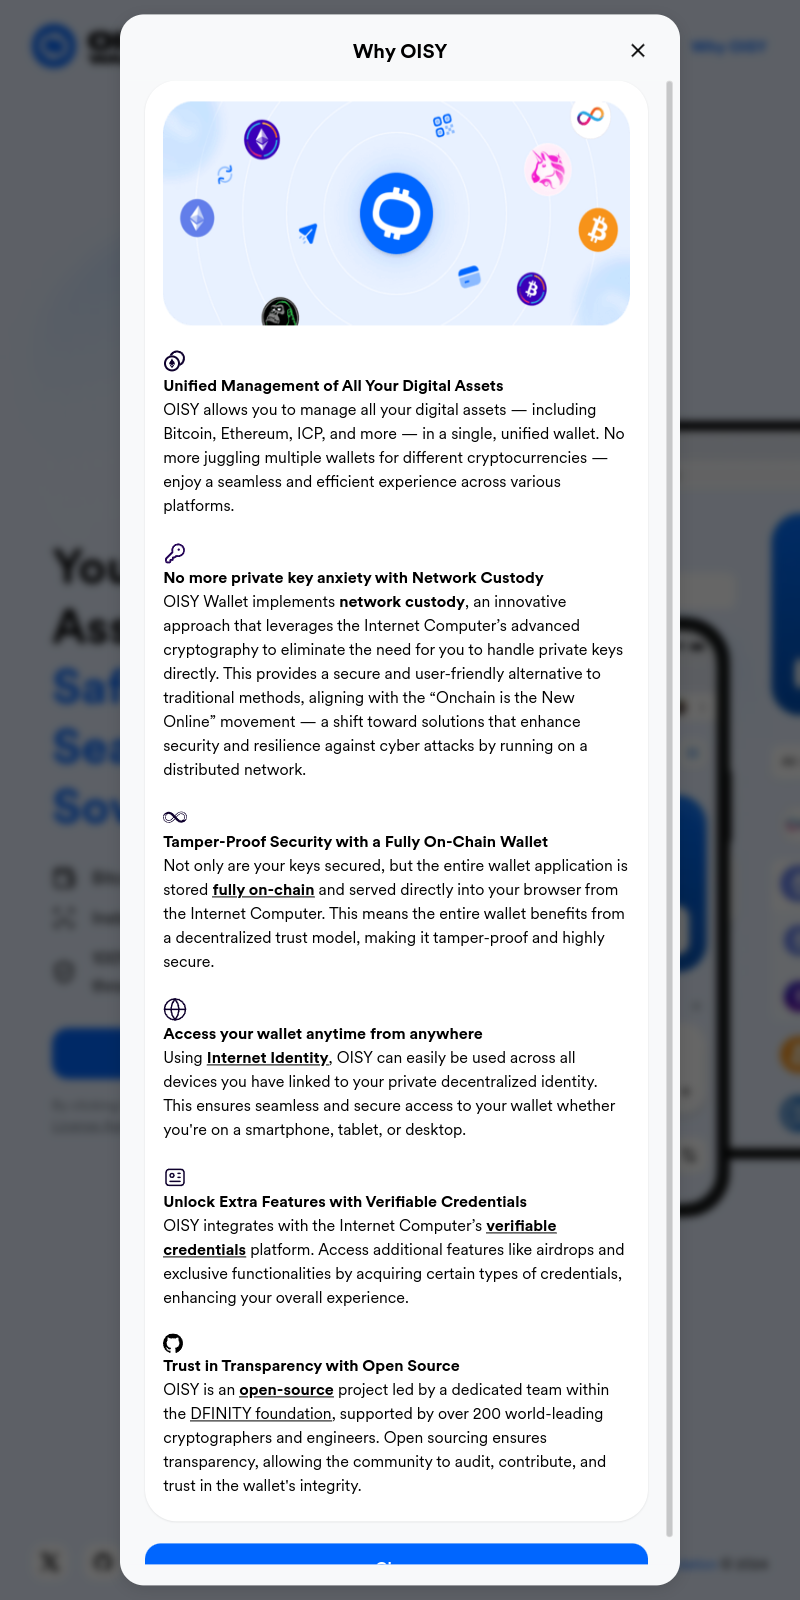 Why OISY
Why OISY
Unified Management of All Your Digital Assets
OISY allows you to manage all your digital assets — including
Bitcoin, Ethereum, ICP, and more — in a single, unified wallet. No
more juggling multiple wallets for different cryptocurrencies —
enjoy a seamless and efficient experience across various
platforms.
No more private key anxiety with Network Custody
OISY Wallet implements network custody, an innovative
approach that leverages the Internet Computer’s advanced
cryptography to eliminate the need for you to handle private keys
directly. This provides a secure and user-friendly alternative to
traditional methods, aligning with the “Onchain is the New
Online” movement — a shift toward solutions that enhance
security and resilience against cyber attacks by running on a
distributed network.
Tamper-Proof Security with a Fully On-Chain Wallet
Not only are your keys secured, but the entire wallet application is
stored fully on-chain and served directly into your browser from
the Internet Computer. This means the entire wallet benefits from
a decentralized trust model, making it tamper-proof and highly
secure.
Access your wallet anytime from anywhere
Using Internet Identity, OISY can easily be used across all
devices you have linked to your private decentralized identity.
This ensures seamless and secure access to your wallet whether
you're on a smartphone, tablet, or desktop.
Unlock Extra Features with Verifiable Credentials
OISY integrates with the Internet Computer’s verifiable
credentials platform. Access additional features like airdrops and
exclusive functionalities by acquiring certain types of credentials,
enhancing your overall experience.
Trust in Transparency with Open Source
OISY is an open-source project led by a dedicated team within
the DFINITY foundation, supported by over 200 world-leading
cryptographers and engineers. Open sourcing ensures
transparency, allowing the community to audit, contribute, and
trust in the wallet's integrity.